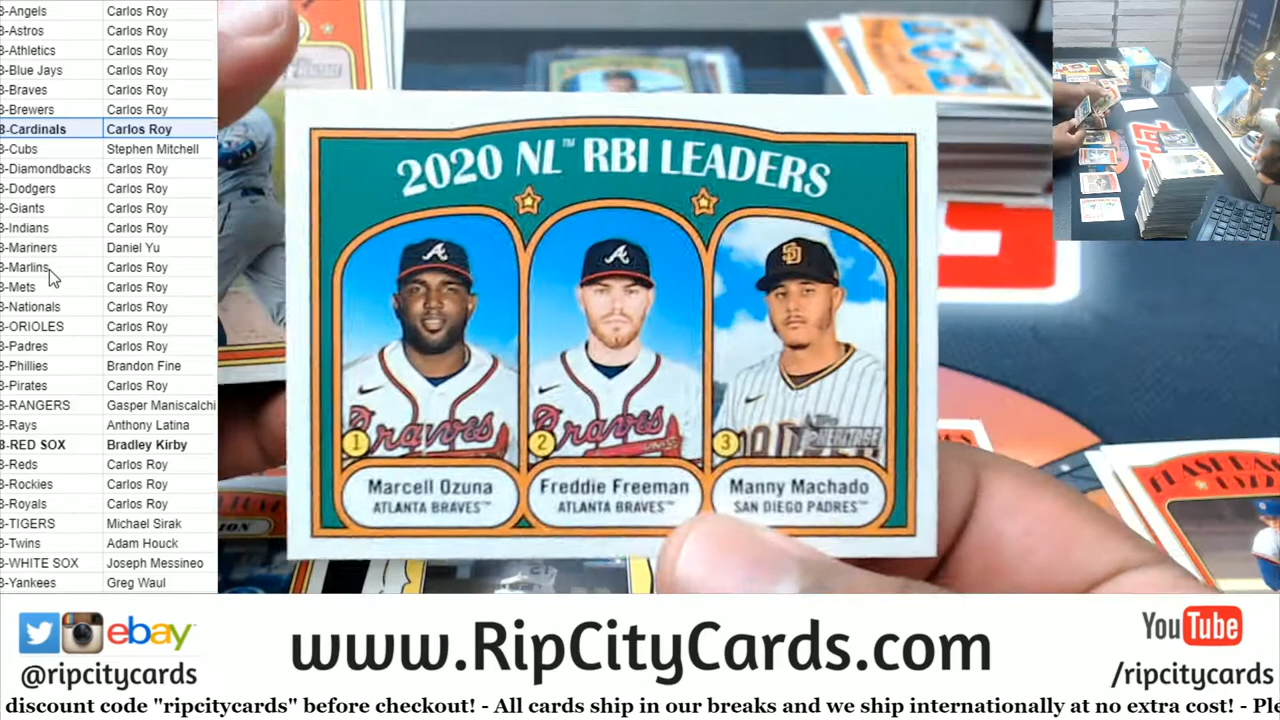 B-Angels Carlos Roy
B-Astros Carlos Roy
B-Athletics Carlos Roy
B-Blue Jays Carlos Roy
B-Braves Carlos Roy
B-Brewers Carlos Roy
B-Cardinals Carlos Roy
B-Cubs Stephen Mitchell
B-Diamondbacks Carlos Roy
B-Dodgers Carlos Roy
B-Giants Carlos Roy
B-Indians Carlos Roy
B-Mariners Daniel Yu
B-Marlins Carlos Roy
B-Mets Carlos Roy
B-Nationals Carlos Roy
B-ORIOLES Carlos Roy
B-Padres Carlos Roy
B-Phillies Brandon Fine
B-Pirates Carlos Roy
B-RANGERS Gasper Maniscalchi
B-Rays Anthony Latina
B-RED SOX Bradley Kirby
B-Reds Carlos Roy
B-Rockies Carlos Roy
B-Royals Carlos Roy
B-TIGERS Michael Sirak
B-Twins Adam Houck
B-WHITE SOX Joseph Messineo
B-Yankees Greg Waul
2020 NL™ RBI LEADERS
Braves Braves HERITAGE
1 2 3
Marcell Ozuna Freddie Freeman Manny Machado
ATLANTA BRAVES™ ATLANTA BRAVES™ SAN DIEGO PADRES™
ebay
@ripcitycards
www.RipCityCards.com
YouTube
/ripcitycards
discount code "ripcitycards" before checkout! - All cards ship in our breaks and we ship internationally at no extra cost! - Ple